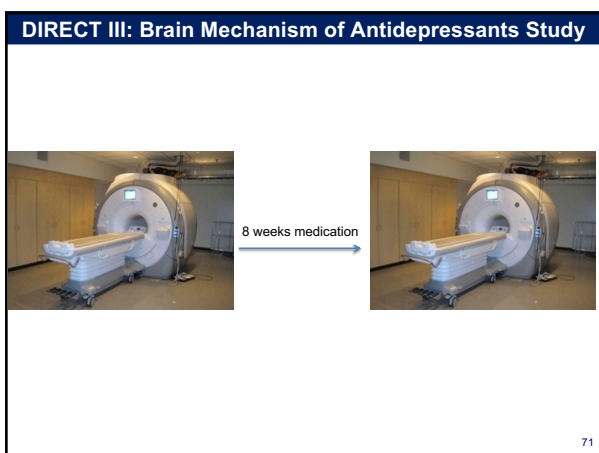 DIRECT III: Brain Mechanism of Antidepressants Study
8 weeks medication
71